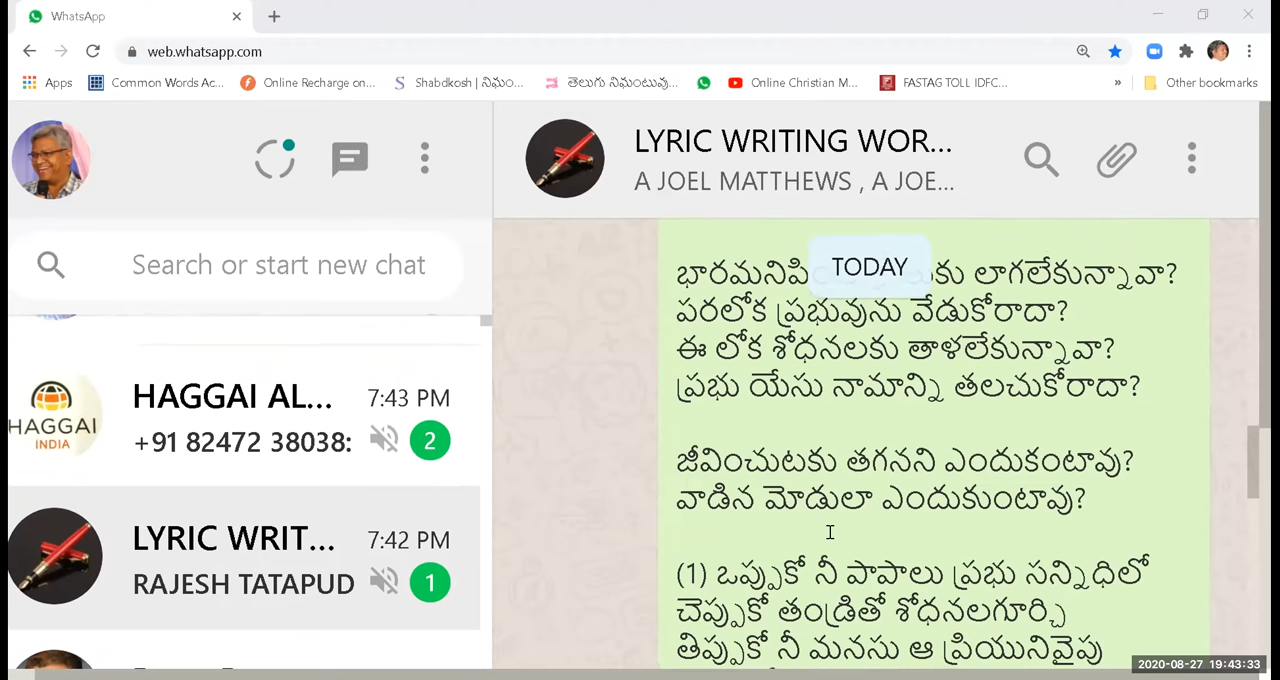 WhatsApp
web.whatsapp.com
Apps
Common Words Ac...
Online Recharge on...
Shabdkosh | నిఘం...
తెలుగు నిఘంటువు...
Online Christian M...
FASTAG TOLL IDFC...
»
Other bookmarks
LYRIC WRITING WOR...
A JOEL MATTHEWS , A JOE...
Search or start new chat
TODAY
భారమనిపిం కు లాగలేకున్నావా?
పరలోక ప్రభువును వేడుకోరాదా?
ఈ లోక శోధనలకు తాళలేకున్నావా?
ప్రభు యేసు నామాన్ని తలచుకోరాదా?
జీవించుటకు తగనని ఎందుకంటావు?
వాడిన మోడులా ఎందుకుంటావు?
(1) ఒప్పుకో నీ పాపాలు ప్రభు సన్నిధిలో
చెప్పుకో తండ్రితో శోధనలగూర్చి
తిప్పుకో నీ మనసు ఆ ప్రియునివైపు
HAGGAI INDIA
HAGGAI AL...
7:43 PM
+91 82472 38038:
2
LYRIC WRIT...
7:42 PM
RAJESH TATAPUD
1
2020-08-27 19:43:33